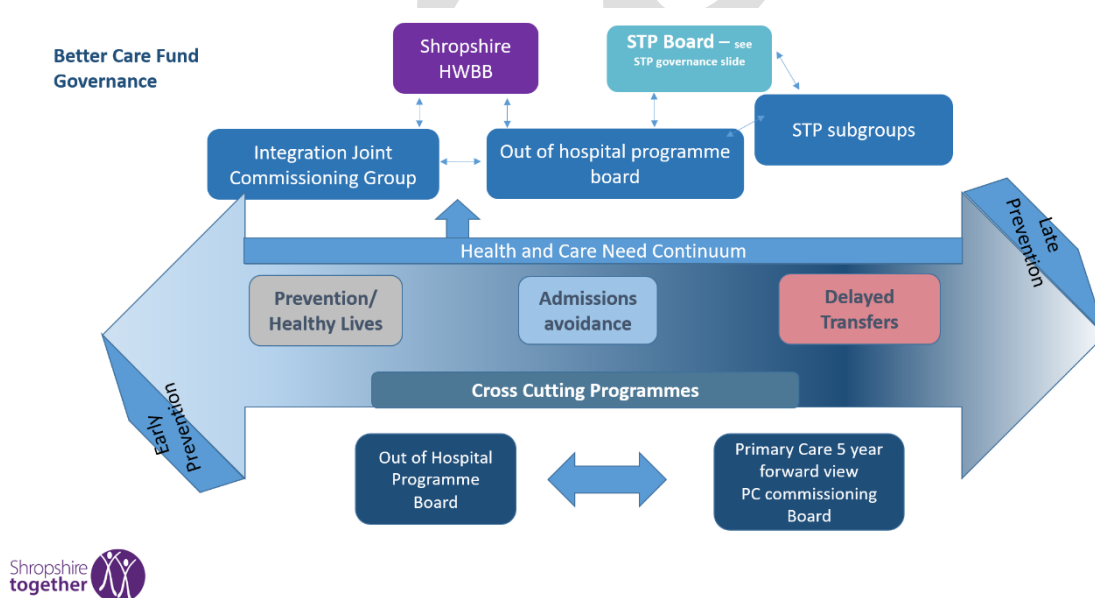 Better Care Fund
Governance
Shropshire
HWBB
STP Board – see
STP governance slide
STP subgroups
Integration Joint
Commissioning Group
Out of hospital programme
board
Late
Prevention
Health and Care Need Continuum
Prevention/
Healthy Lives
Admissions
avoidance
Delayed
Transfers
Cross Cutting Programmes
Early
Prevention
Out of Hospital
Programme
Board
Primary Care 5 year
forward view
PC commissioning
Board
Shropshire
together